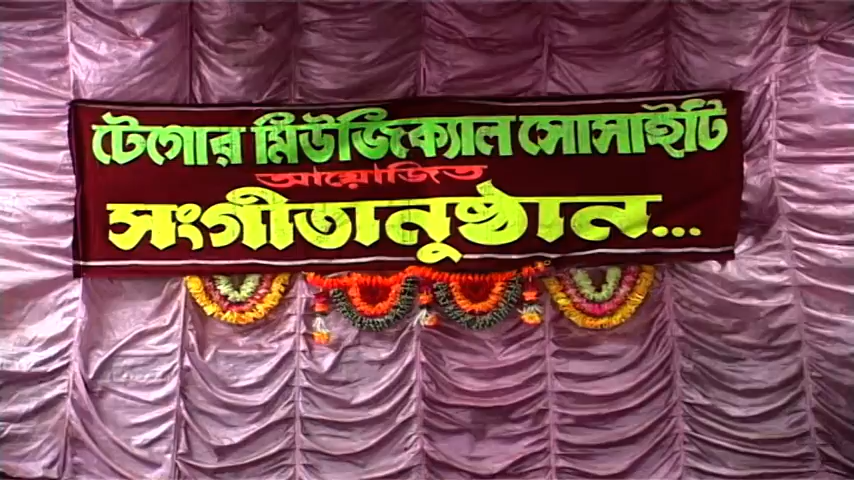 টেগোর মিউজিক্যাল সোসাইটি
আয়োজিত
সংগীতানুষ্ঠান...